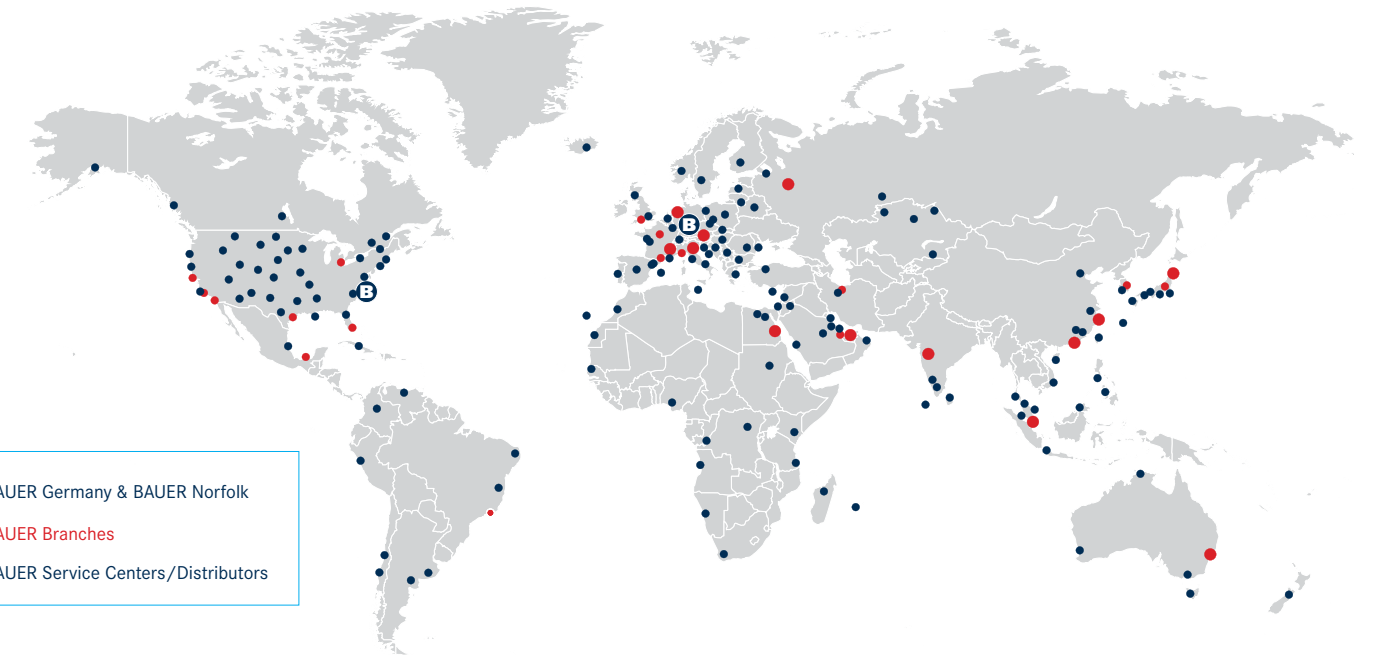 B
B
AUER Germany & BAUER Norfolk
AUER Branches
AUER Service Centers/Distributors